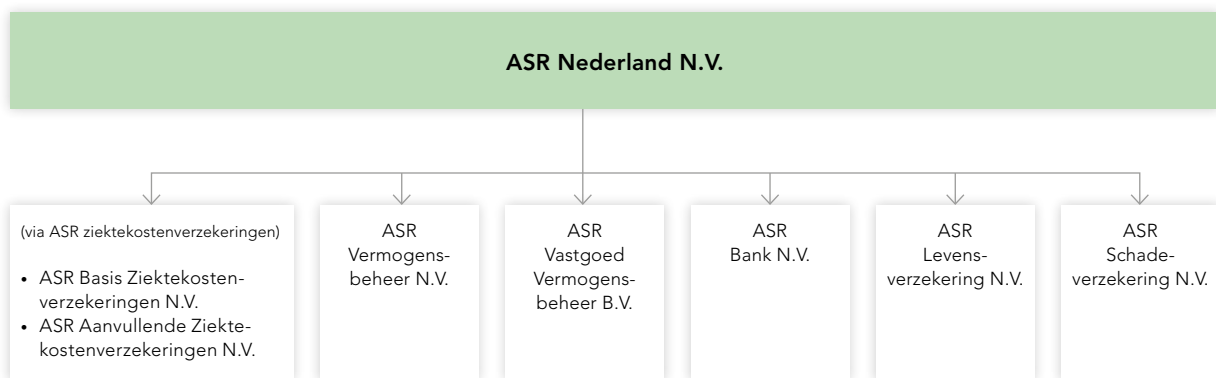 ASR Nederland N.V.
(via ASR ziektekostenverzekeringen)
• ASR Basis Ziektekosten-
verzekeringen N.V.
• ASR Aanvullende Ziekte-
kostenverzekeringen N.V.
ASR
Vermogens-
beheer N.V.
ASR
Vastgoed
Vermogens-
beheer B.V.
ASR
Bank N.V.
ASR
Levens-
verzekering N.V.
ASR
Schade-
verzekering N.V.